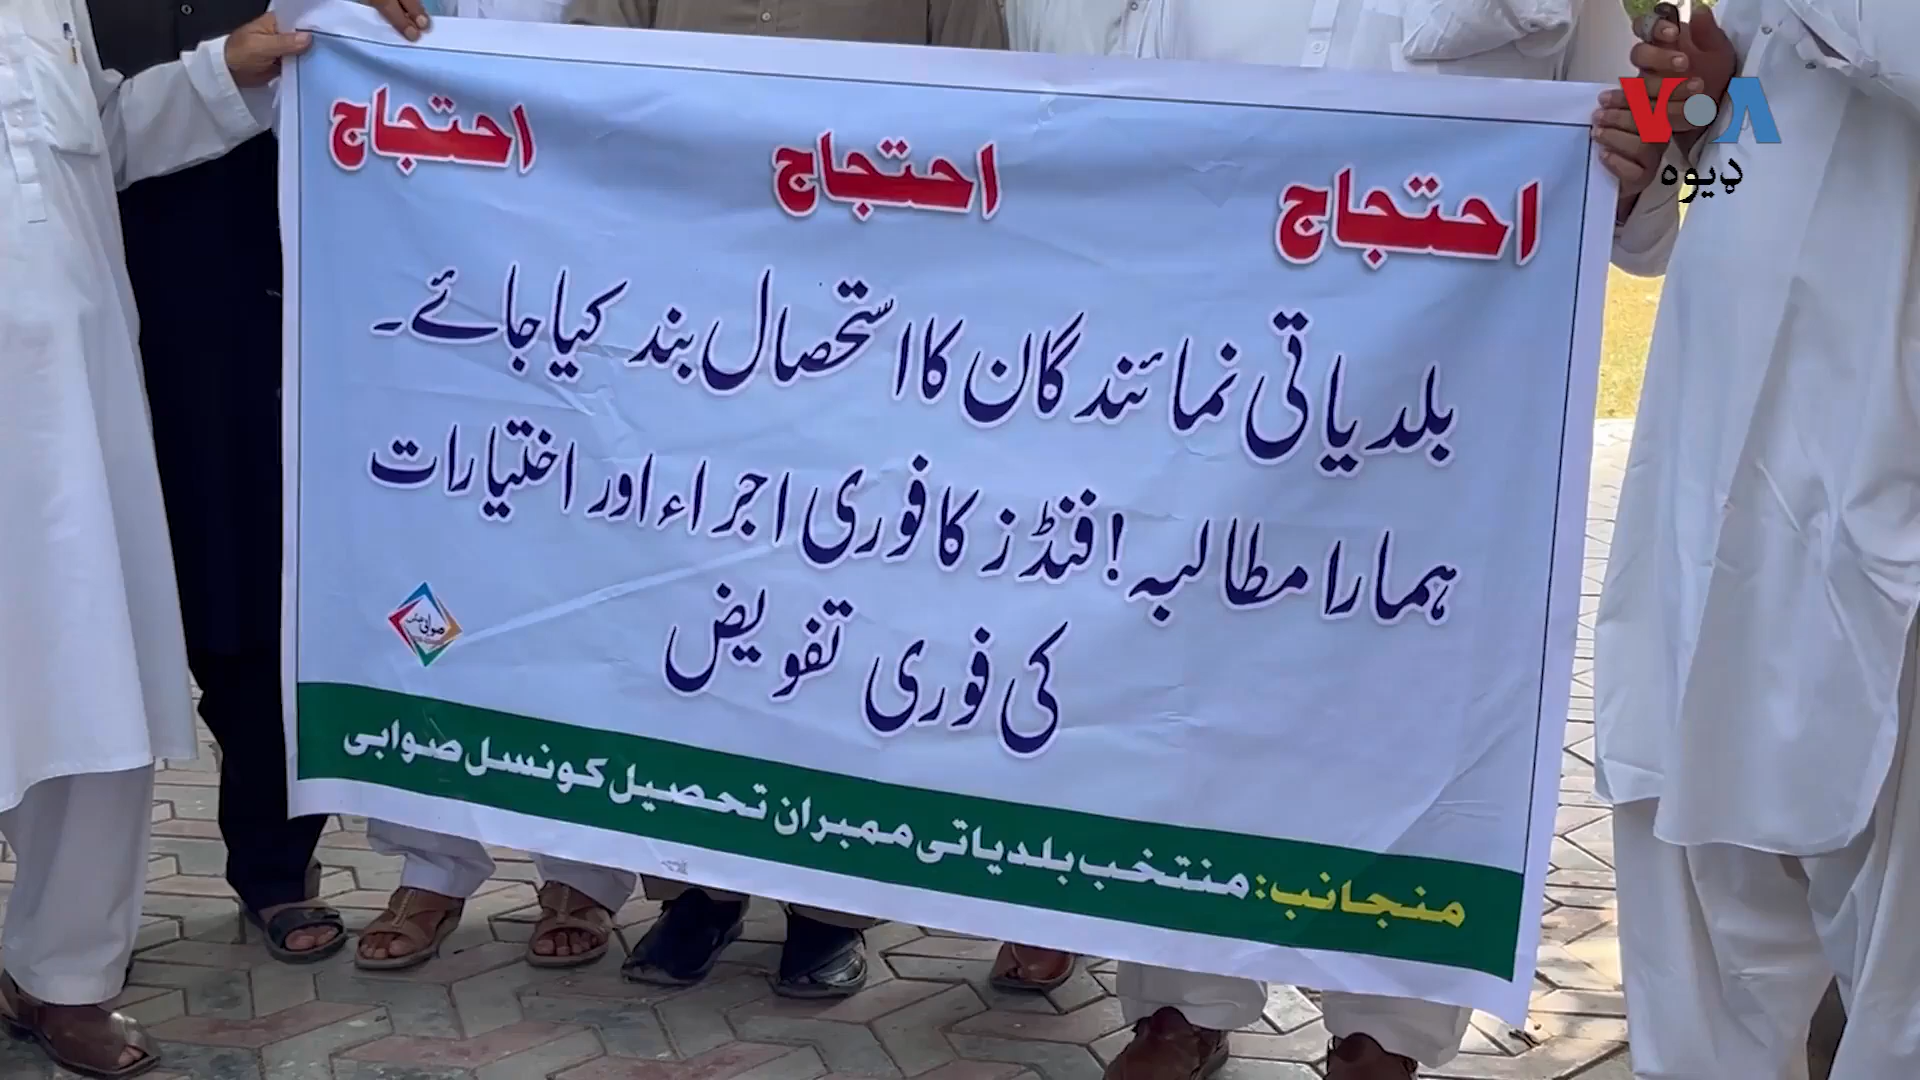 VOA
ډیوه
احتجاج احتجاج احتجاج
بلدیاتی نمائندگان کا استحصال بند کیا جائے۔
ہمارا مطالبہ ! فنڈز کا فوری اجراء اور اختیارات
کی فوری تفویض
صوابی
منجانب: منتخب بلدیاتی ممبران تحصیل کونسل صوابی